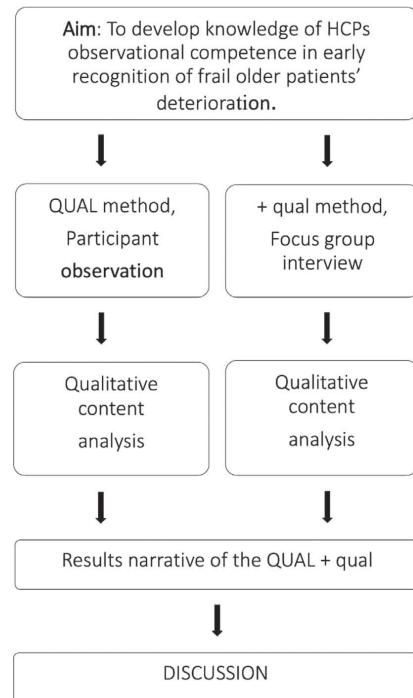 Aim: To develop knowledge of HCPs
observational competence in early
recognition of frail older patients’
deterioration.
QUAL method,
Participant
observation
+ qual method,
Focus group
interview
Qualitative
content
analysis
Qualitative
content
analysis
Results narrative of the QUAL + qual
DISCUSSION